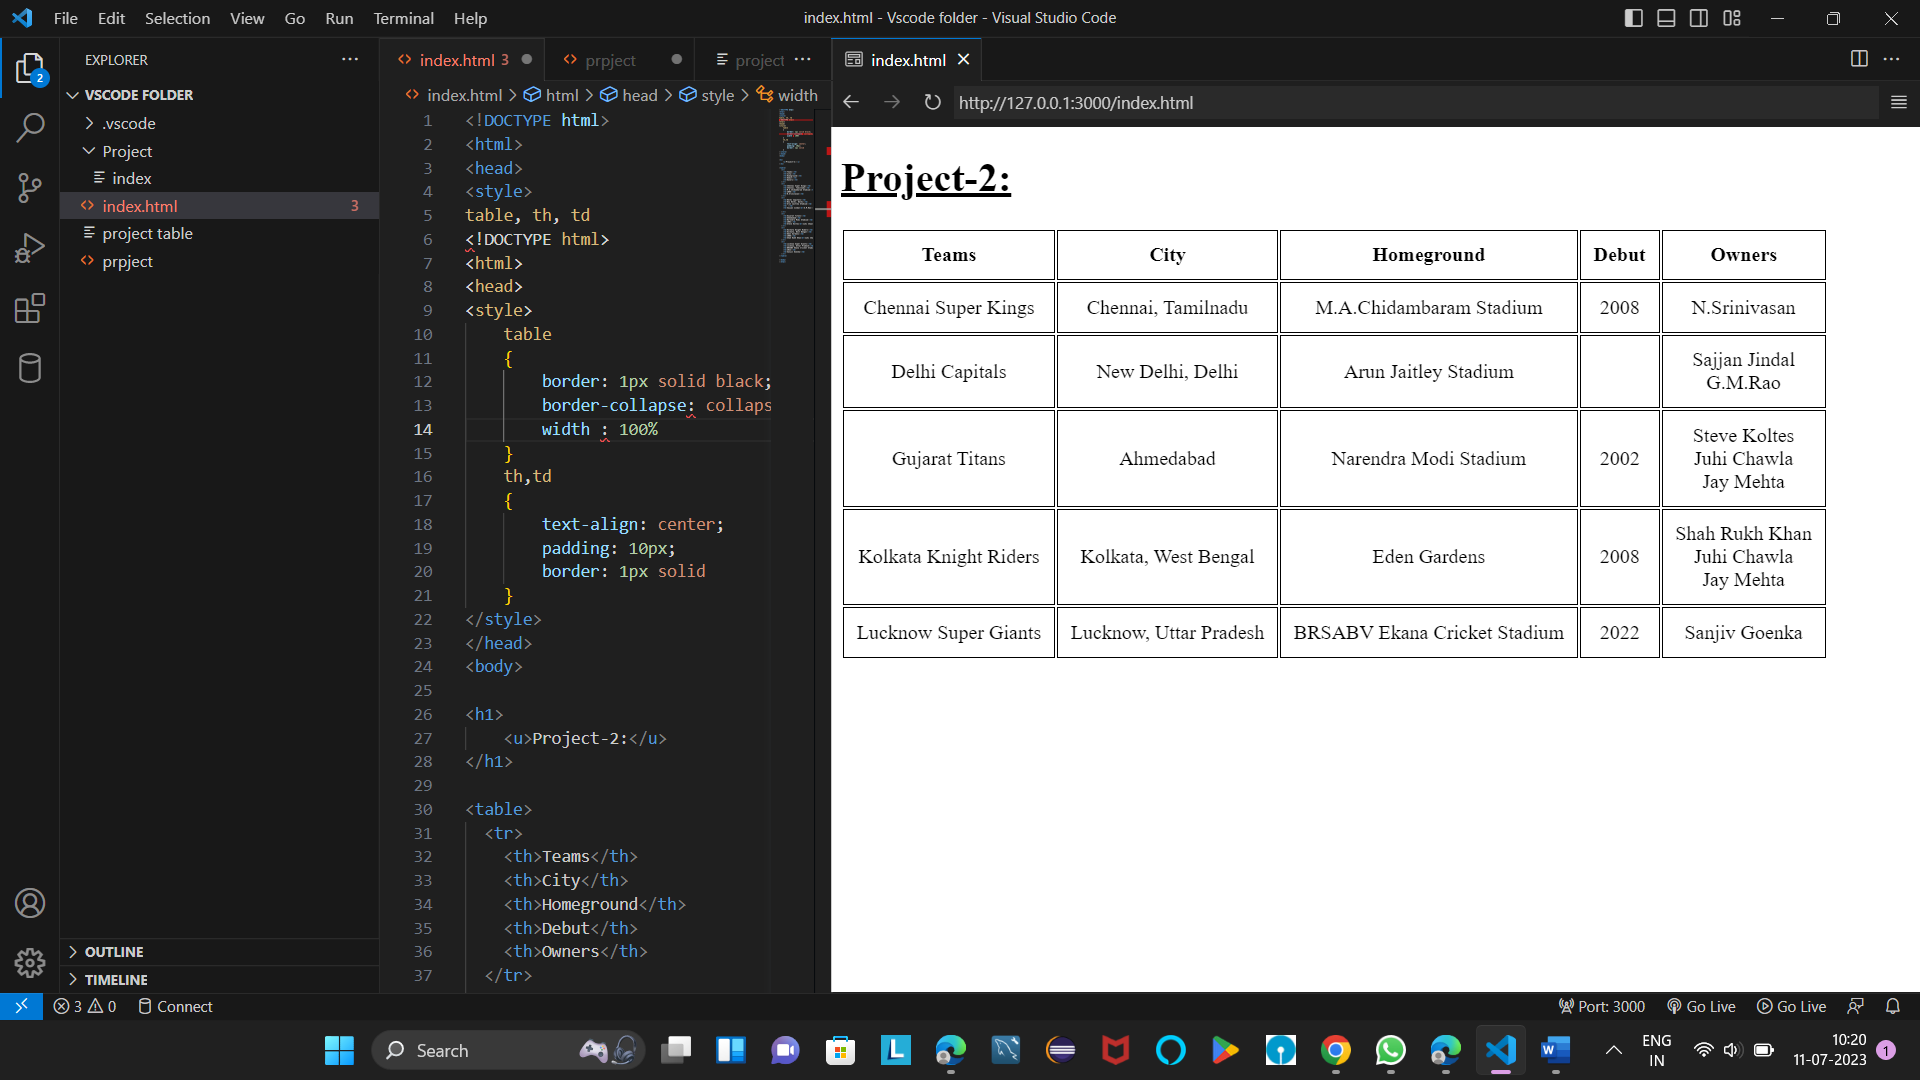 File Edit Selection View Go Run Terminal Help
index.html - Vscode folder - Visual Studio Code
EXPLORER
2
VSCODE FOLDER
.vscode
Project
index
index.html 3
project table
prpject
OUTLINE
TIMELINE
index.html 3
prpject
project
index.html > html > head > style > width
1 <!DOCTYPE html>
2 <html>
3 <head>
4 <style>
5 table, th, td
6 <!DOCTYPE html>
7 <html>
8 <head>
9 <style>
10 table
11 {
12 border: 1px solid black;
13 border-collapse: collaps
14 width : 100%
15 }
16 th,td
17 {
18 text-align: center;
19 padding: 10px;
20 border: 1px solid
21 }
22 </style>
23 </head>
24 <body>
25
26 <h1>
27 <u>Project-2:</u>
28 </h1>
29
30 <table>
31 <tr>
32 <th>Teams</th>
33 <th>City</th>
34 <th>Homeground</th>
35 <th>Debut</th>
36 <th>Owners</th>
37 </tr>
index.html
http://127.0.0.1:3000/index.html
Project-2:
Teams City Homeground Debut Owners
Chennai Super Kings Chennai, Tamilnadu M.A.Chidambaram Stadium 2008 N.Srinivasan
Delhi Capitals New Delhi, Delhi Arun Jaitley Stadium Sajjan Jindal
G.M.Rao
Gujarat Titans Ahmedabad Narendra Modi Stadium 2002 Steve Koltes
Juhi Chawla
Jay Mehta
Kolkata Knight Riders Kolkata, West Bengal Eden Gardens 2008 Shah Rukh Khan
Juhi Chawla
Jay Mehta
Lucknow Super Giants Lucknow, Uttar Pradesh BRSABV Ekana Cricket Stadium 2022 Sanjiv Goenka
3 0 Connect
Port: 3000 Go Live Go Live
Search
L
W
ENG
IN
10:20
11-07-2023
1